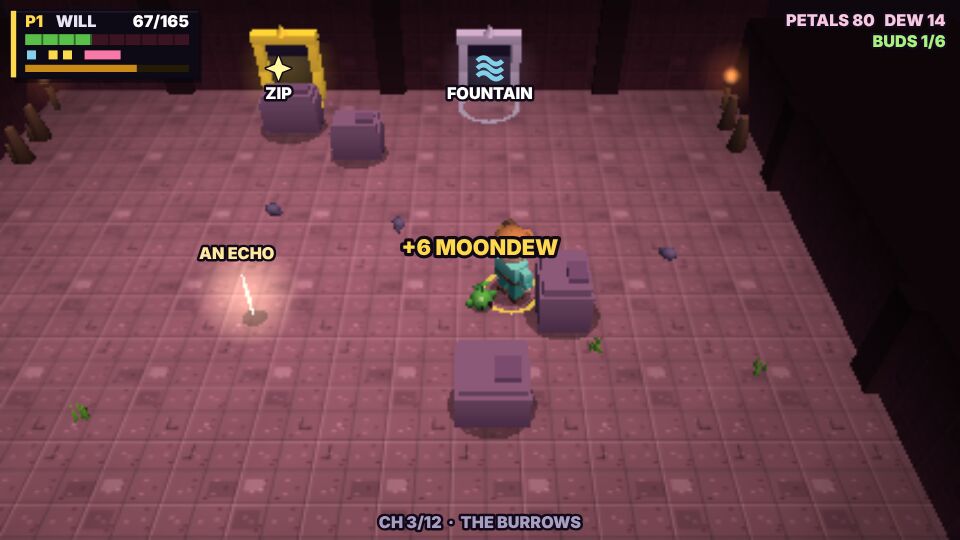 P1 WILL 67/165
PETALS 80 DEW 14
BUDS 1/6
ZIP
FOUNTAIN
+6 MOONDEW
AN ECHO
CH 3/12 · THE BURROWS